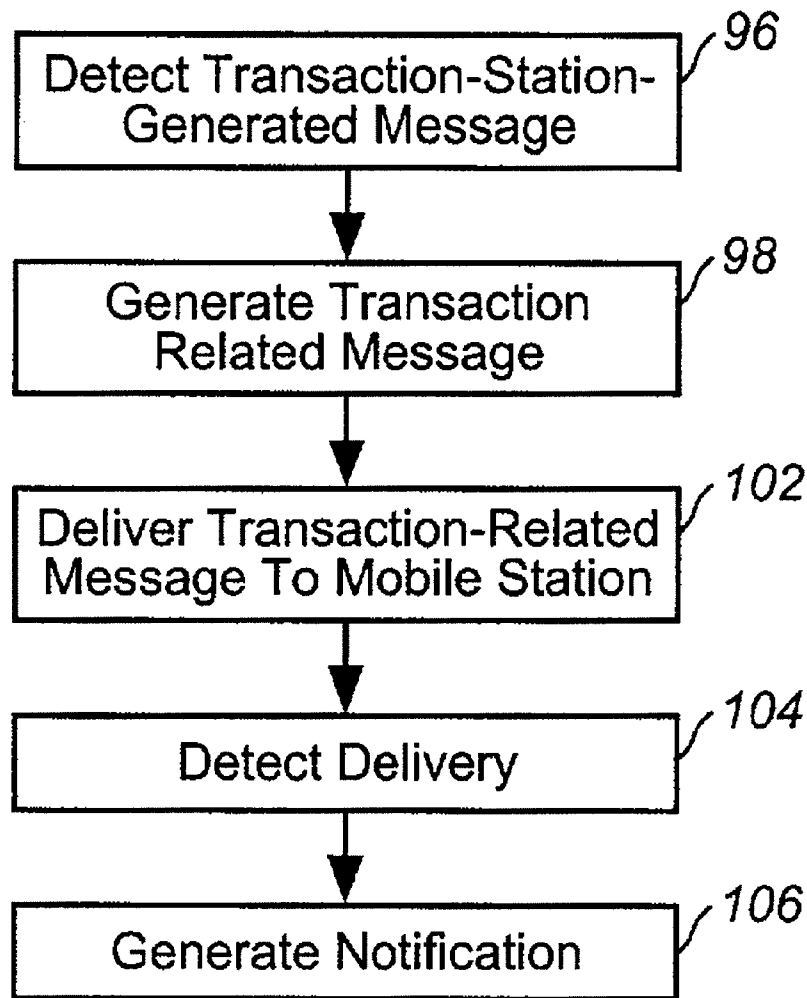 96
Detect Transaction-Station-
Generated Message
98
Generate Transaction
Related Message
102
Deliver Transaction-Related
Message To Mobile Station
104
Detect Delivery
106
Generate Notification